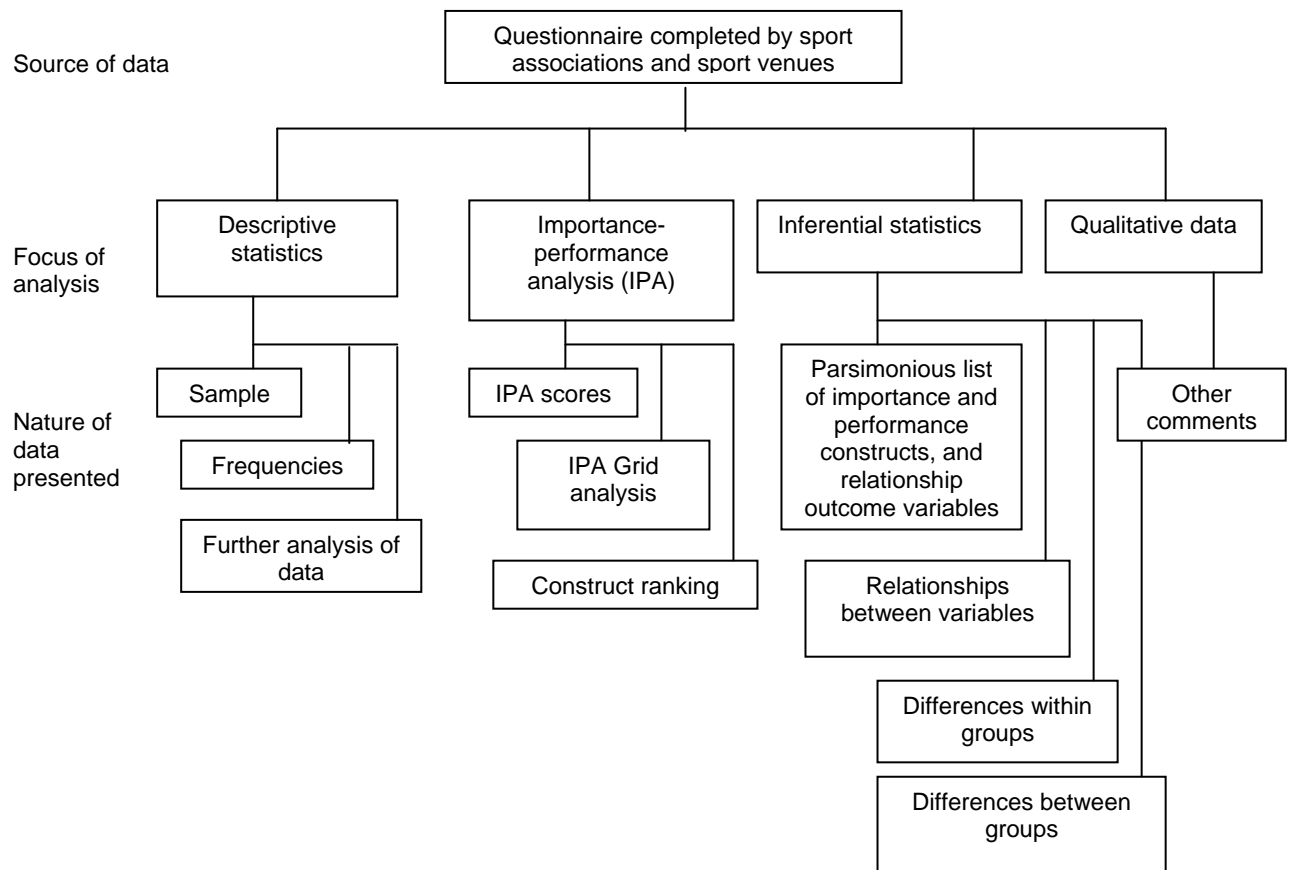 Source of data
Questionnaire completed by sport
associations and sport venues
Focus of
analysis
Descriptive
statistics
Importance-
performance
analysis (IPA)
Inferential statistics
Qualitative data
Nature of
data
presented
Sample
Frequencies
Further analysis of
data
IPA scores
IPA Grid
analysis
Construct ranking
Parsimonious list
of importance and
performance
constructs, and
relationship
outcome variables
Relationships
between variables
Differences within
groups
Differences between
groups
Other
comments